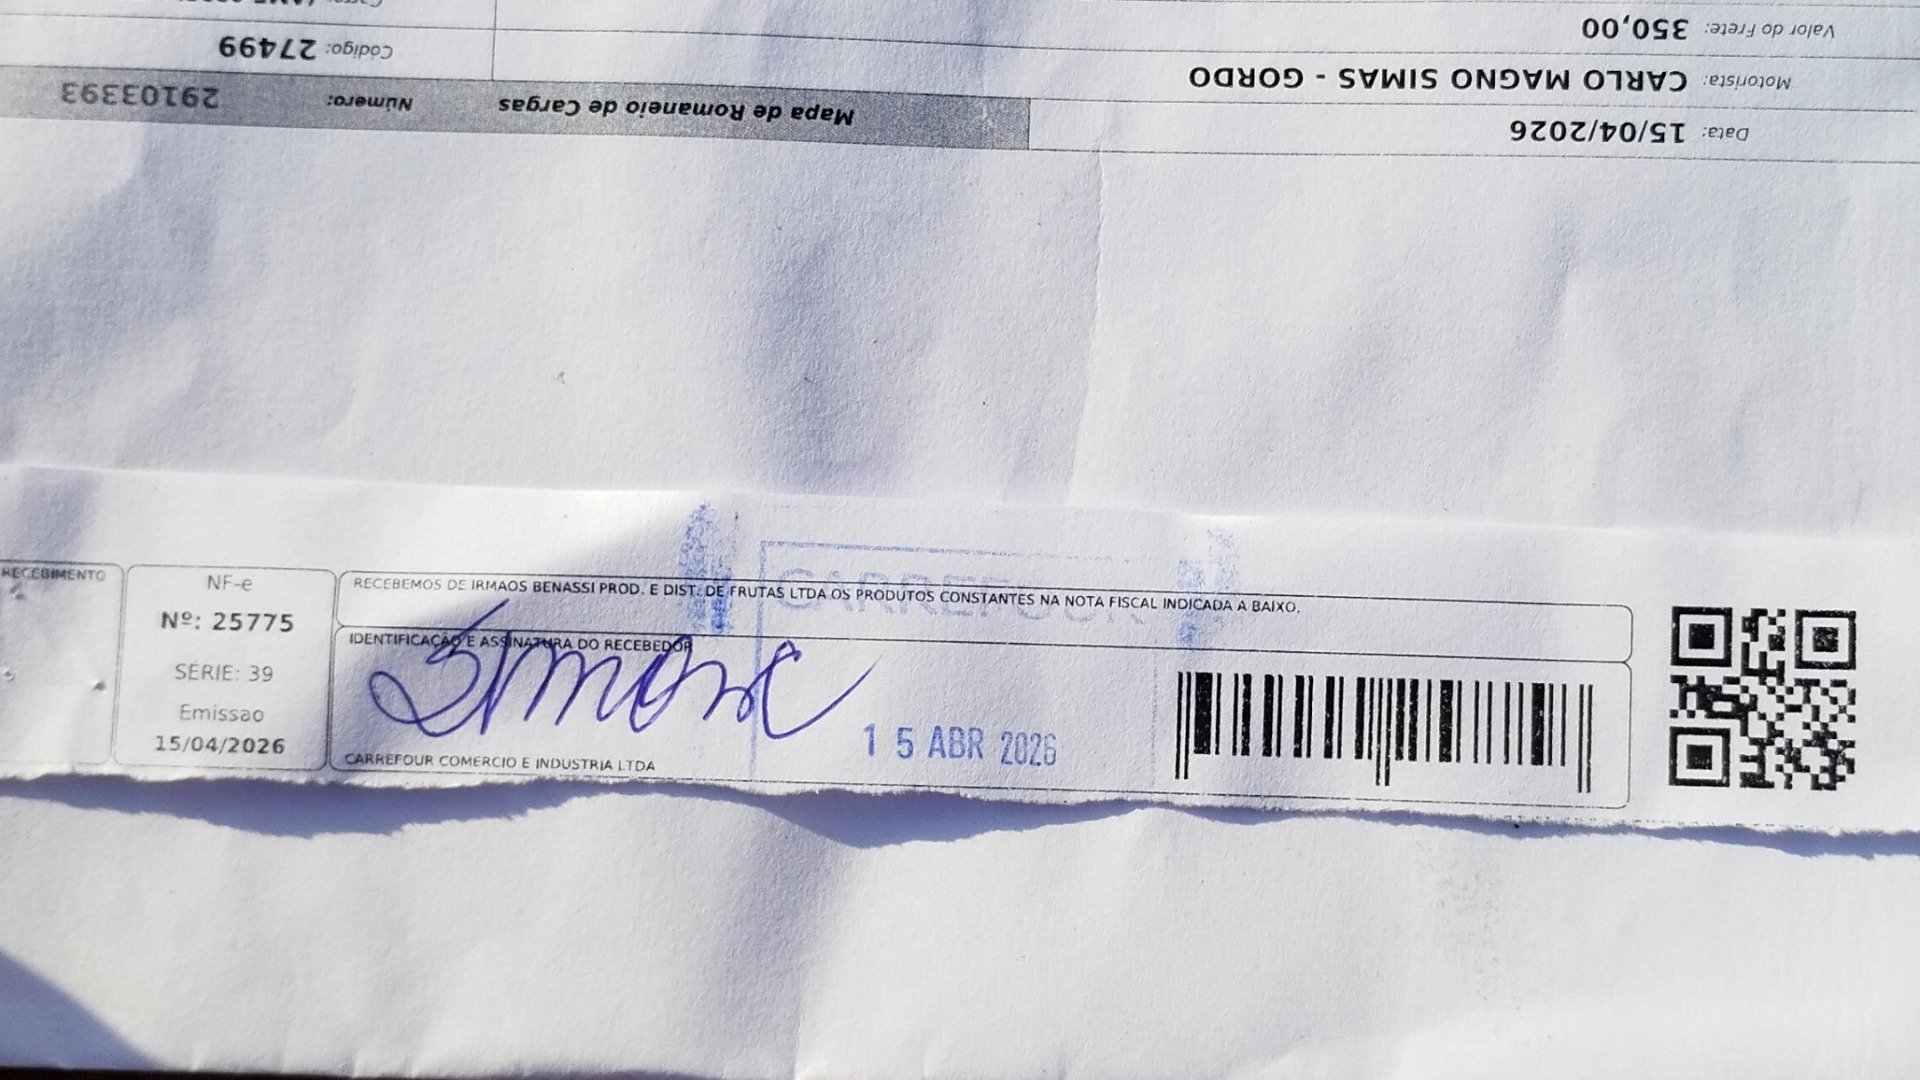 Data: 15/04/2026
Mapa de Romaneio de Cargas Número: 29103393
Motorista: CARLO MAGNO SIMAS - GORDO
Código: 27499
Valor do Frete: 350,00
RECEBIMENTO
NF-e
Nº: 25775
SERIE: 39
Emissao
15/04/2026
RECEBEMOS DE IRMAOS BENASSI PROD. E DIST. DE FRUTAS LTDA OS PRODUTOS CONSTANTES NA NOTA FISCAL INDICADA A BAIXO.
CARREFOUR
IDENTIFICAÇÃO E ASSINATURA DO RECEBEDOR
Simone
15 ABR 2026
CARREFOUR COMERCIO E INDUSTRIA LTDA